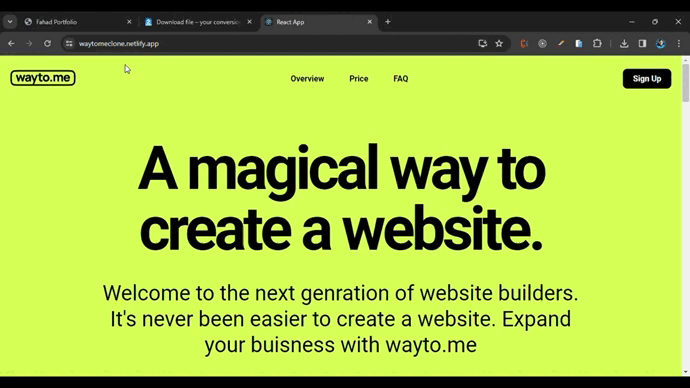 Fahad Portfolio
Download file – your conversion
React App
waytomeclone.netlify.app
wayto.me
Overview
Price
FAQ
Sign Up
A magical way to
create a website.
Welcome to the next genration of website builders.
It's never been easier to create a website. Expand
your buisness with wayto.me